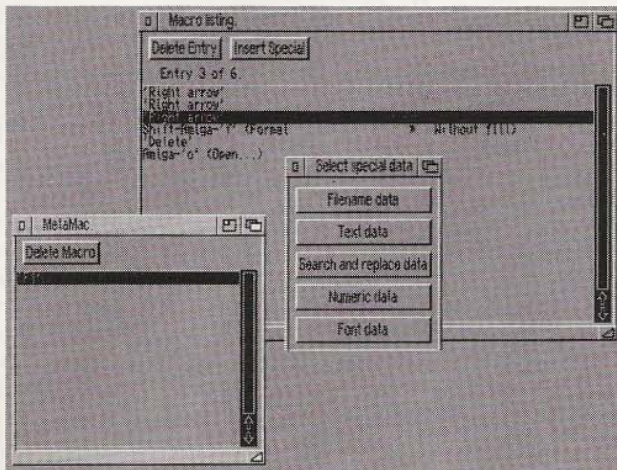 Macro listing.
Delete Entry Insert Special
Entry 3 of 6.
'Right arrow'
'Right arrow'
'Right arrow'
Shift-Amiga-'f' (Format » Without fill)
'Delete'
Amiga-'o' (Open...)
Select special data
Filename data
Text data
Search and replace data
Numeric data
Font data
MetaMac
Delete Macro